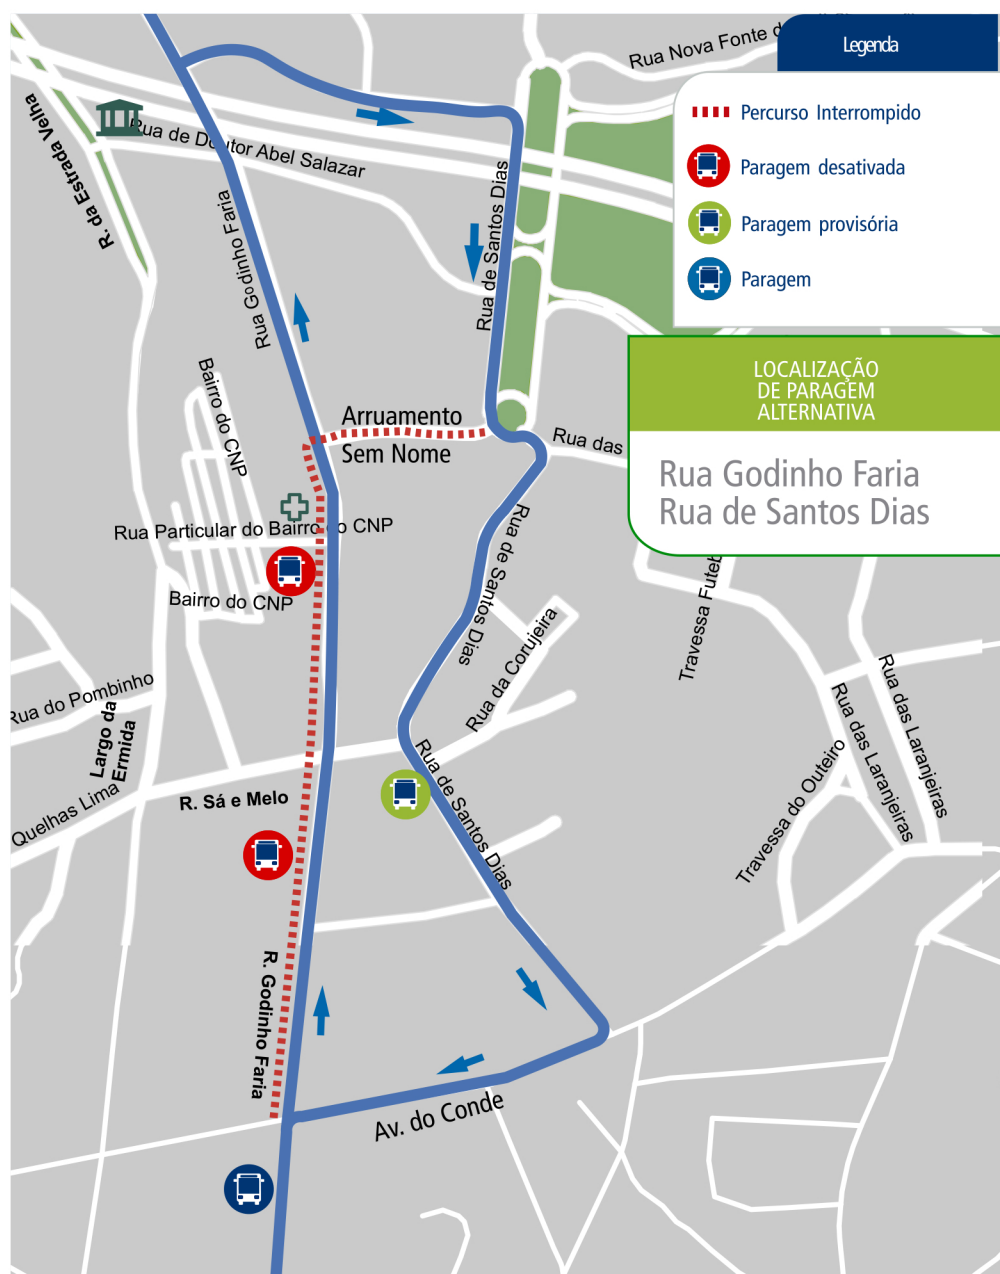 Rua Nova Fonte d
Legenda
Percurso Interrompido
Paragem desativada
Paragem provisória
Paragem
LOCALIZAÇÃO
DE PARAGEM
ALTERNATIVA
Rua Godinho Faria
Rua de Santos Dias
R. da Estrada Velha
Rua de Doutor Abel Salazar
Rua Godinho Faria
Rua de Santos Dias
Bairro do CNP
Arruamento
Sem Nome
Rua das
Rua Particular do Bairro do CNP
Bairro do CNP
Rua de Santos Dias
Rua da Corujeira
Travessa Futeb
Rua do Pombinho
Largo da
Ermida
Quelhas Lima
R. Sá e Melo
Rua de Santos Dias
Travessa do Outeiro
Rua das Laranjeiras
Rua das Laranjeiras
R. Godinho Faria
Av. do Conde